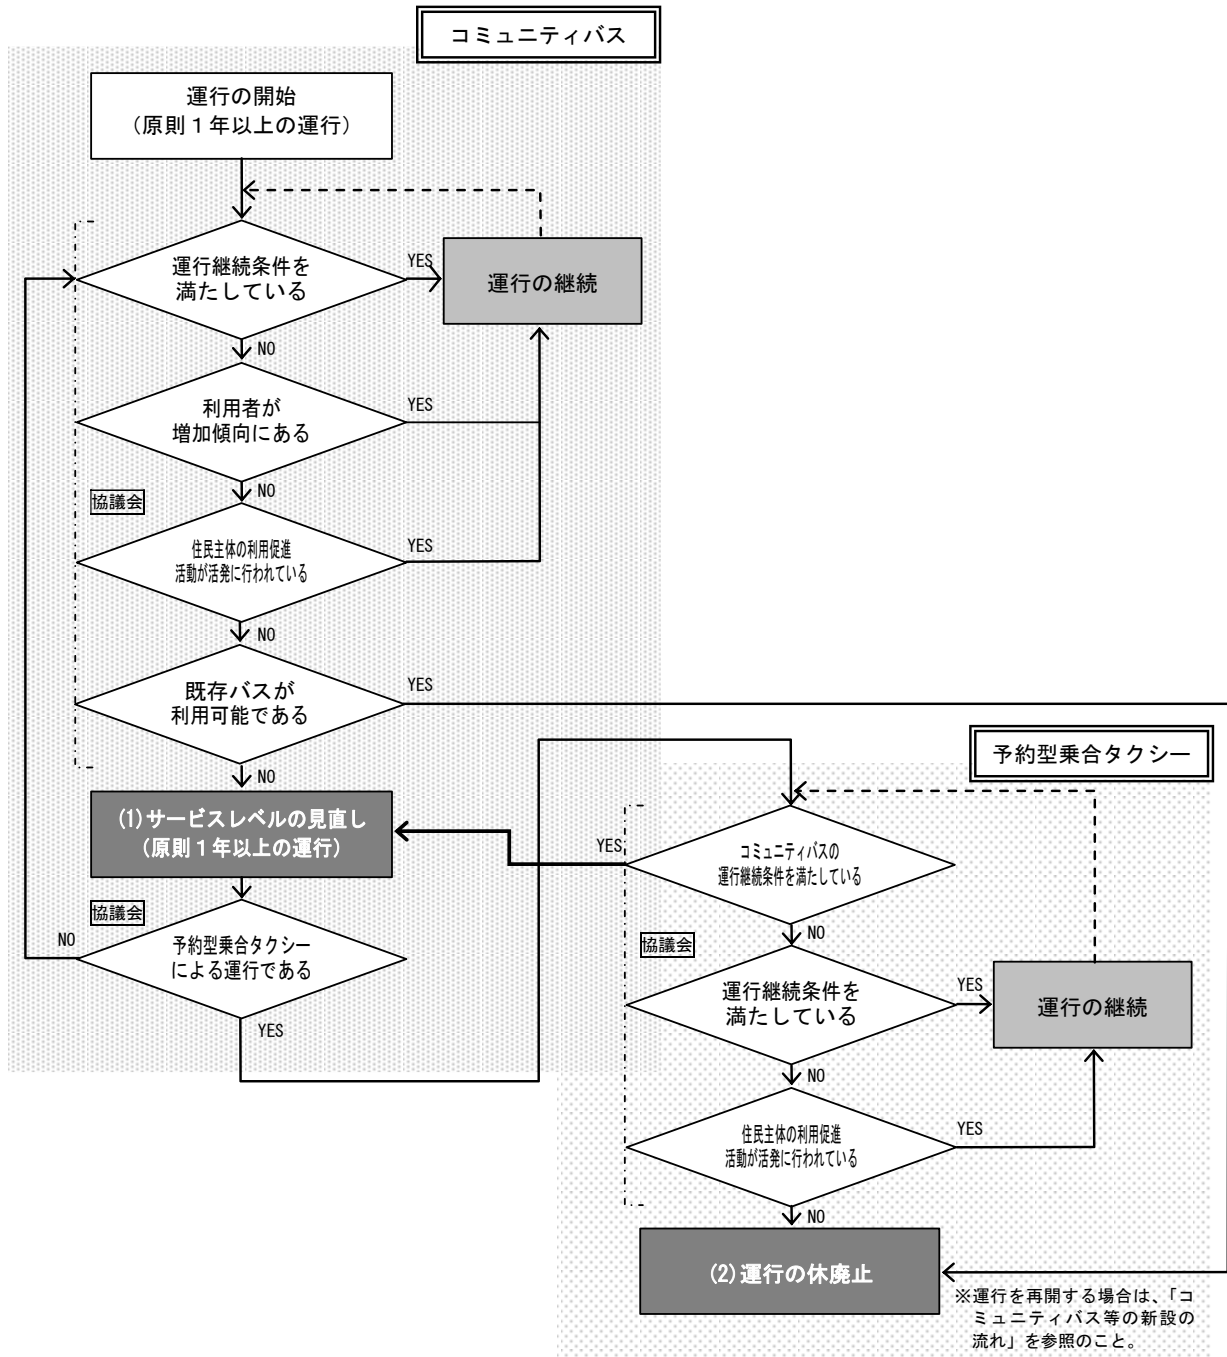 コミュニティバス
運行の開始
(原則１年以上の運行)
運行継続条件を
満たしている
YES
運行の継続
NO
利用者が
増加傾向にある
YES
NO
協議会
住民主体の利用促進
活動が活発に行われている
YES
NO
既存バスが
利用可能である
YES
NO
(1)サービスレベルの見直し
(原則１年以上の運行)
協議会
予約型乗合タクシー
による運行である
NO
YES
予約型乗合タクシー
コミュニティバスの
運行継続条件を満たしている
YES
NO
協議会
運行継続条件を
満たしている
YES
運行の継続
NO
住民主体の利用促進
活動が活発に行われている
YES
NO
(2)運行の休廃止
※運行を再開する場合は、「コ
ミュニティバス等の新設の
流れ」を参照のこと。